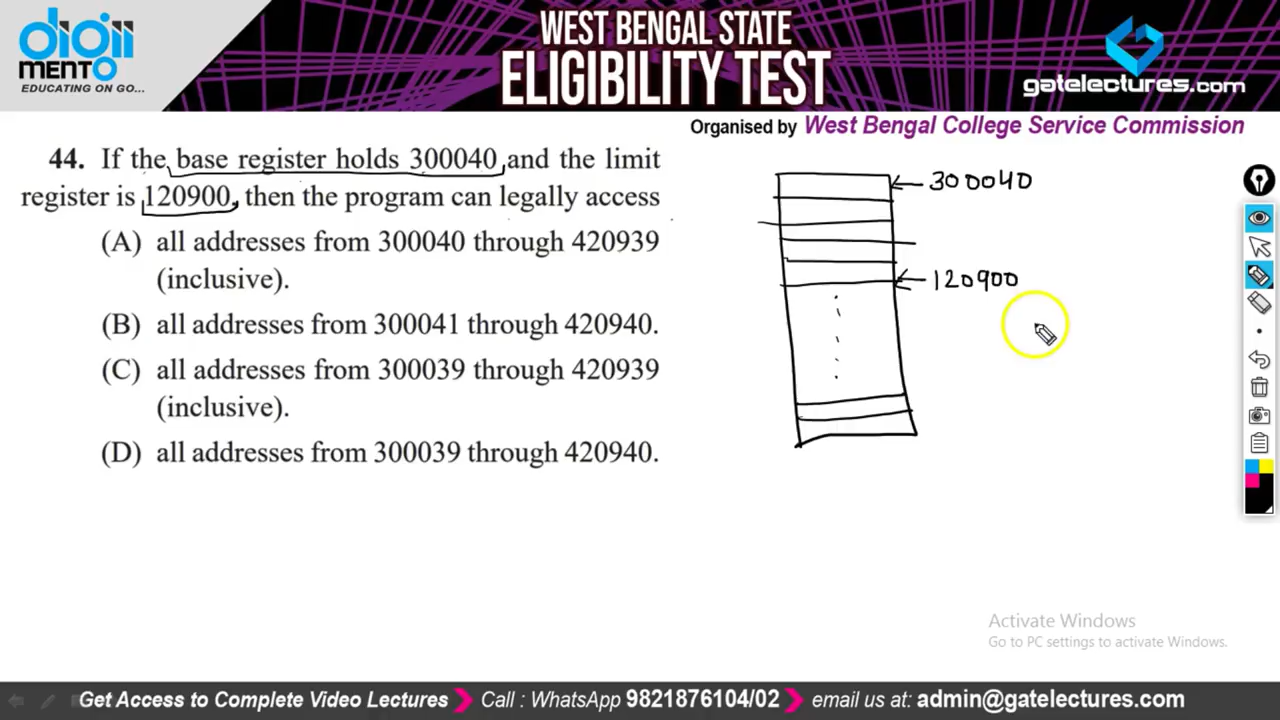 digii
MENTO
EDUCATING ON GO...
WEST BENGAL STATE
ELIGIBILITY TEST
gatelectures.com
Organised by West Bengal College Service Commission
44. If the base register holds 300040 and the limit
register is 120900, then the program can legally access
(A) all addresses from 300040 through 420939
(inclusive).
(B) all addresses from 300041 through 420940.
(C) all addresses from 300039 through 420939
(inclusive).
(D) all addresses from 300039 through 420940.
300040
120900
Activate Windows
Go to PC settings to activate Windows.
Get Access to Complete Video Lectures Call : WhatsApp 9821876104/02 email us at: admin@gatelectures.com